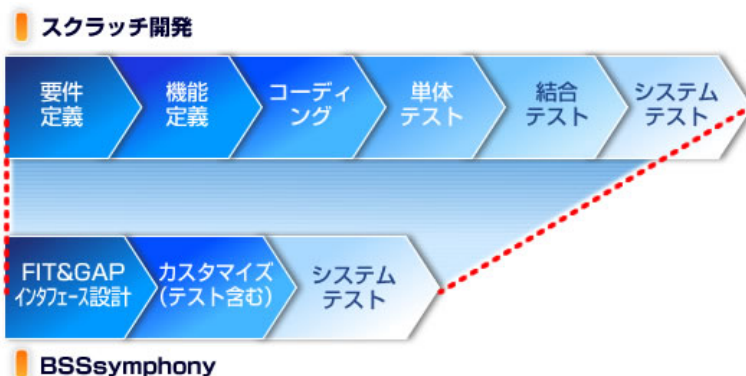 スクラッチ開発
要件
定義
機能
定義
コーディ
ング
単体
テスト
結合
テスト
システム
テスト
FIT&GAP
インタフェース設計
カスタマイズ
(テスト含む)
システム
テスト
BSSsymphony